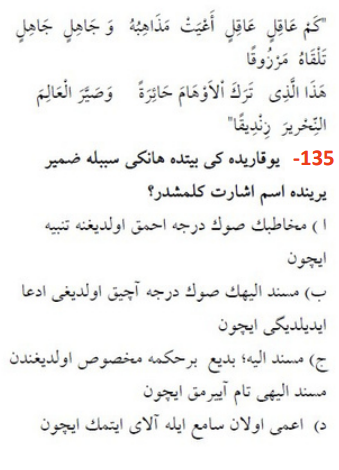 "كَمْ عَاقِلٍ عَاقِلٍ أَعْيَتْ مَذَاهِبُهُ وَ جَاهِلٍ جَاهِلٍ
تَلْقَاهُ مَرْزُوقًا
هَذَا الَّذِى تَرَكَ اْلاَوْهَامَ حَائِرَةً وَصَيَّرَ الْعَالِمَ
النِّحْرِيرَ زِنْدِيقًا"
135- يوقاريده كى بيتده هانكى سببله ضمير
يرينده اسم اشارت كلمشدر؟
ا ) مخاطبك صوك درجه احمق اولديغنه تنبيه
ايچون
ب) مسند اليهك صوك درجه آچيق اولديغى ادعا
ايديلديگى ايچون
ج) مسند اليه؛ بديع برحكمه مخصوص اولديغندن
مسند اليهى تام آييرمق ايچون
د) اعمى اولان سامع ايله آلاى ايتمك ايچون